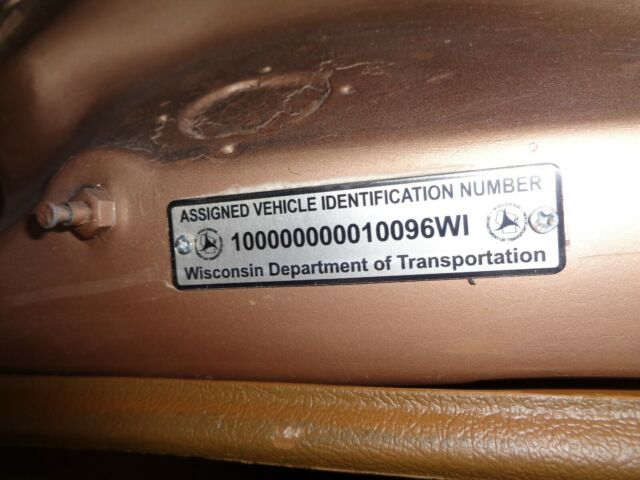 ASSIGNED VEHICLE IDENTIFICATION NUMBER
100000000010096WI
Wisconsin Department of Transportation